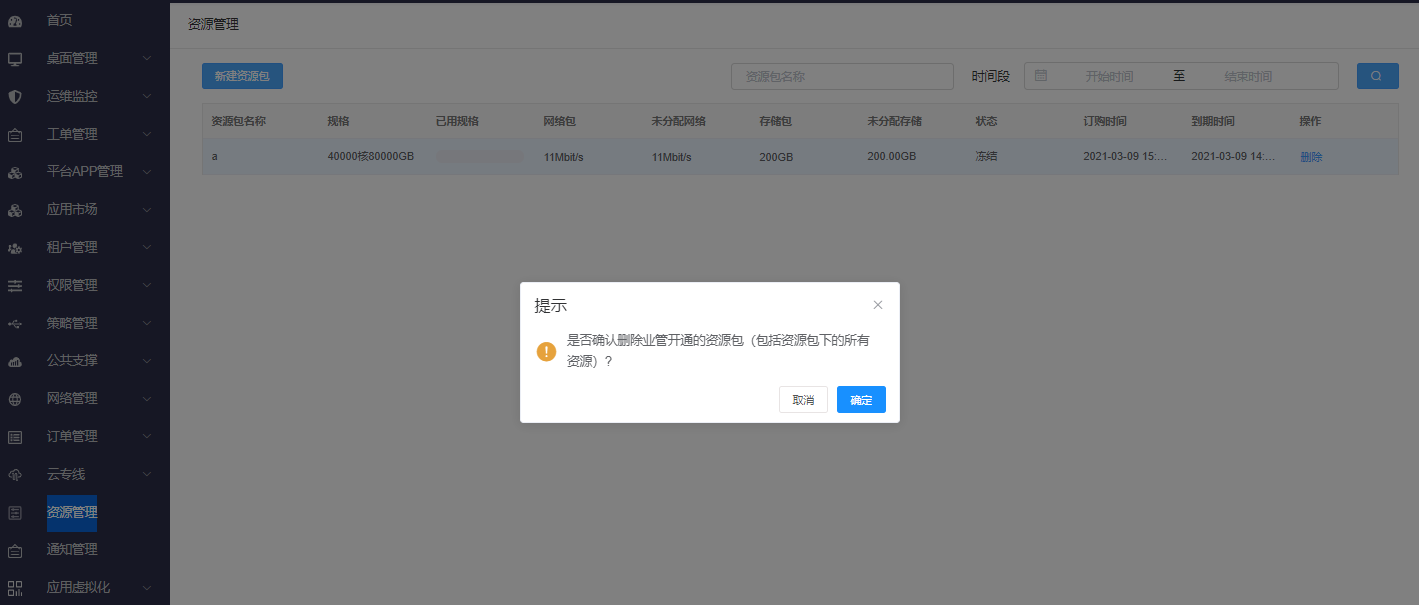 首页
桌面管理
运维监控
工单管理
平台APP管理
应用市场
租户管理
权限管理
策略管理
公共支撑
网络管理
订单管理
云专线
资源管理
通知管理
应用虚拟化
资源管理
新建资源包 资源包名称 时间段 开始时间 至 结束时间
资源包名称 规格 已用规格 网络包 未分配网络 存储包 未分配存储 状态 订购时间 到期时间 操作
a 40000核80000GB 11Mbit/s 11Mbit/s 200GB 200.00GB 冻结 2021-03-09 15:... 2021-03-09 14:... 删除
提示
是否确认删除业管开通的资源包（包括资源包下的所有
资源）?
取消 确定